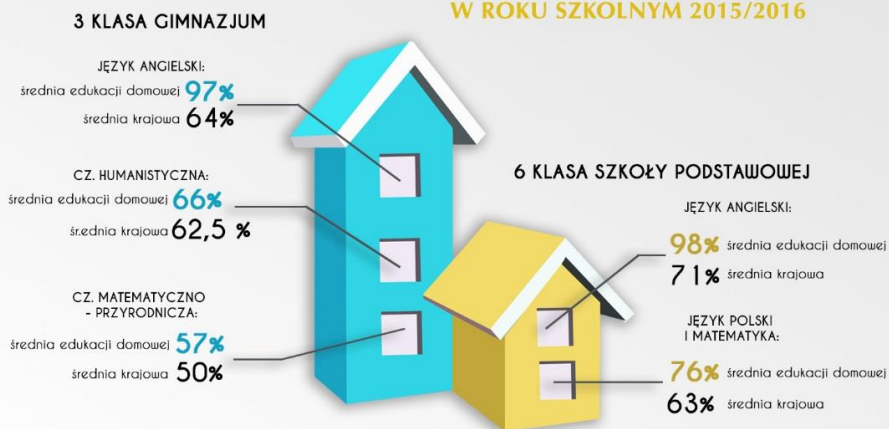 W ROKU SZKOLNYM 2015/2016
3 KLASA GIMNAZJUM
JĘZYK ANGIELSKI:
średnia edukacji domowej 97%
średnia krajowa 64%
CZ. HUMANISTYCZNA:
średnia edukacji domowej 66%
śr.ednia krajowa 62,5 %
CZ. MATEMATYCZNO
- PRZYRODNICZA:
średnia edukacji domowej 57%
średnia krajowa 50%
6 KLASA SZKOŁY PODSTAWOWEJ
JĘZYK ANGIELSKI:
98% średnia edukacji domowej
71% średnia krajowa
JĘZYK POLSKI
I MATEMATYKA:
76% średnia edukacji domowej
63% średnia krajowa